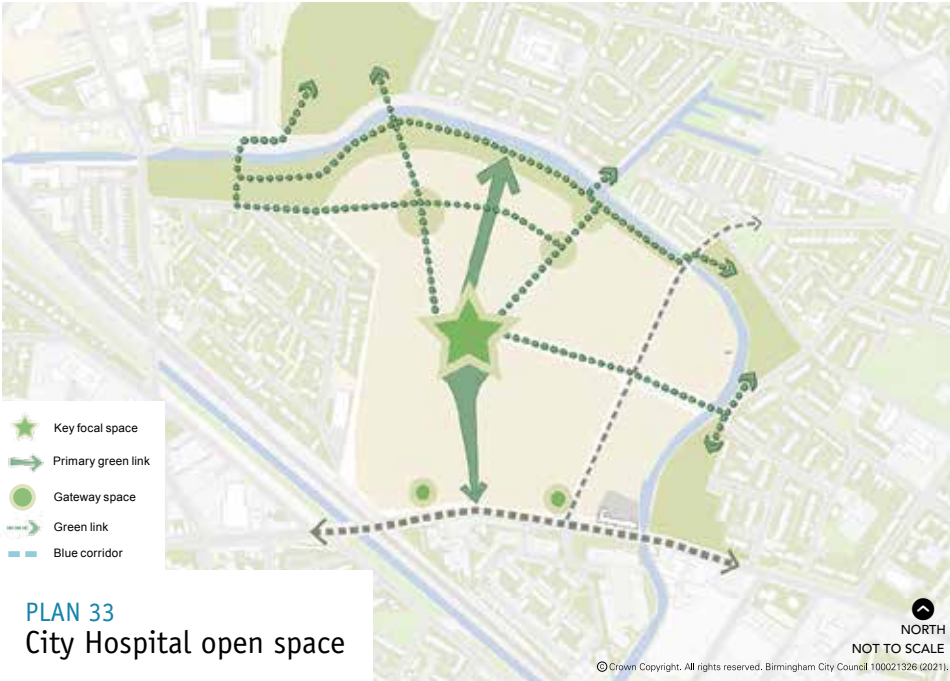 Key focal space
Primary green link
Gateway space
Green link
Blue corridor
PLAN 33
City Hospital open space
NORTH
NOT TO SCALE
© Crown Copyright. All rights reserved. Birmingham City Council 100021326 (2021).